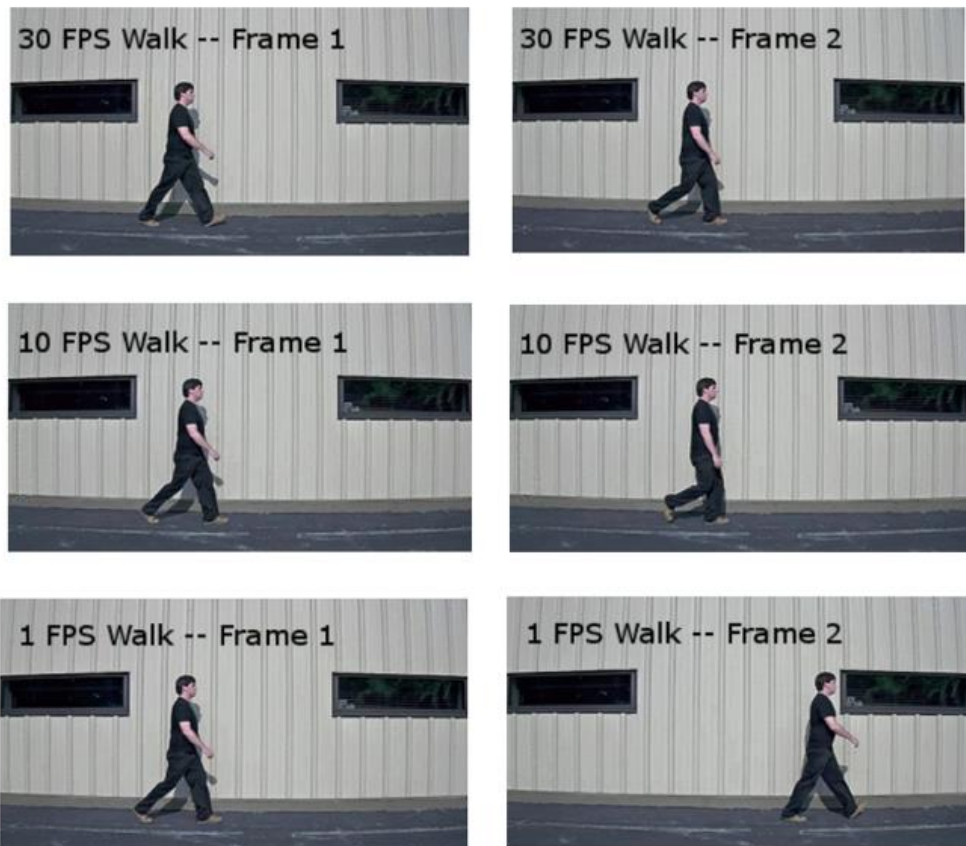 30 FPS Walk -- Frame 1
30 FPS Walk -- Frame 2
10 FPS Walk -- Frame 1
10 FPS Walk -- Frame 2
1 FPS Walk -- Frame 1
1 FPS Walk -- Frame 2